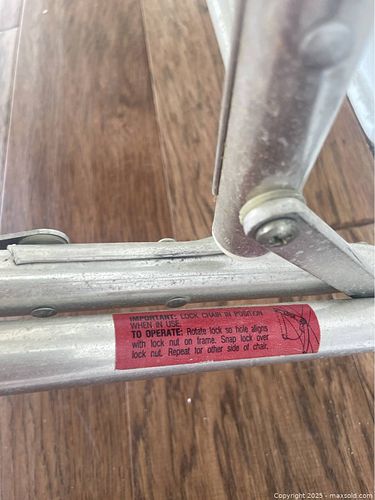 IMPORTANT: LOCK CHAIR IN POSITION
WHEN IN USE.
TO OPERATE: Rotate lock so hole aligns
with lock nut on frame. Snap lock over
lock nut. Repeat for other side of chair.
Copyright 2025 - maxsold.com